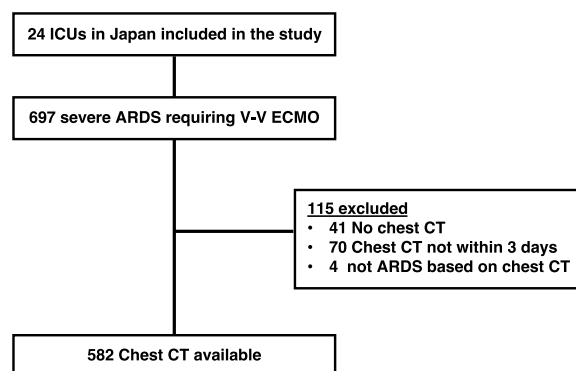 24 ICUs in Japan included in the study
697 severe ARDS requiring V-V ECMO
115 excluded
• 41 No chest CT
• 70 Chest CT not within 3 days
• 4 not ARDS based on chest CT
582 Chest CT available